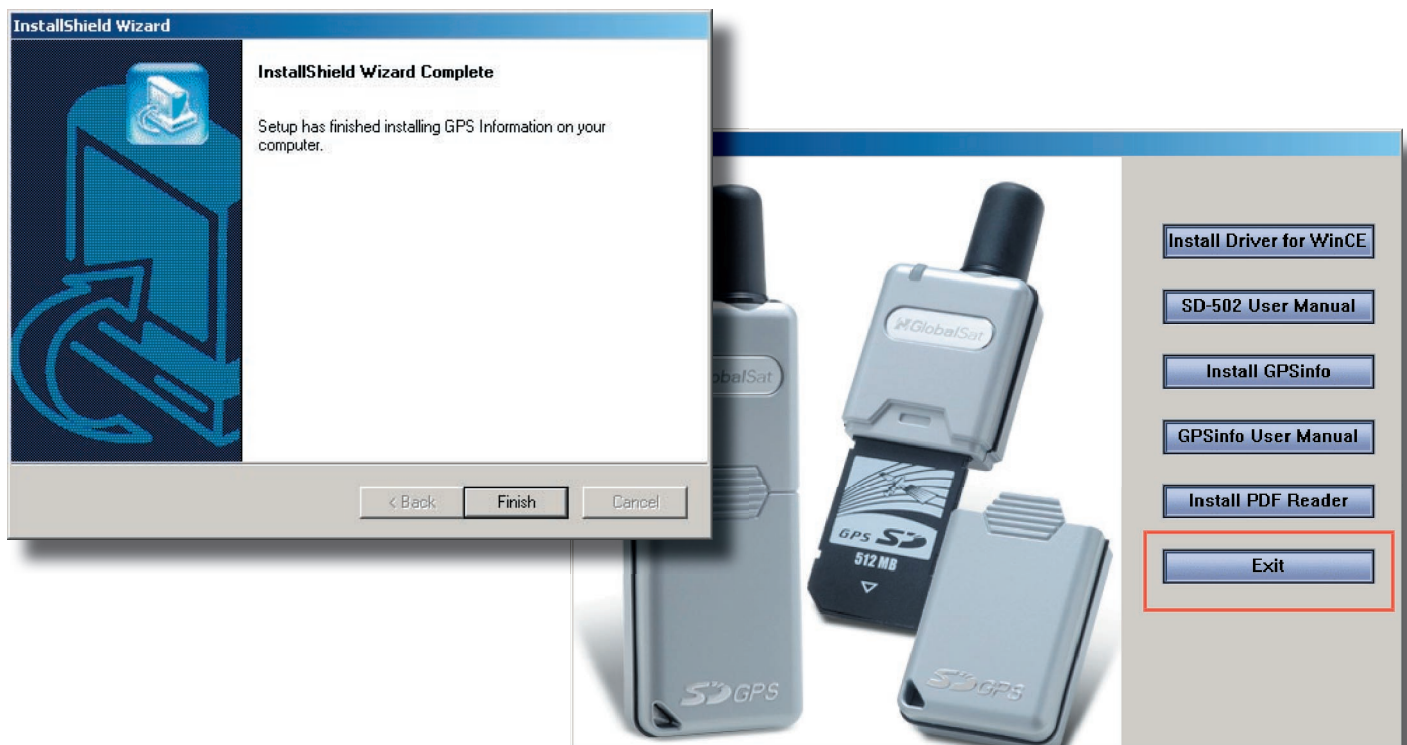 InstallShield Wizard
InstallShield Wizard Complete
Setup has finished installing GPS Information on your
computer.
< Back
Finish
Cancel
Install Driver for WinCE
SD-502 User Manual
Install GPSinfo
GPSinfo User Manual
Install PDF Reader
Exit
GlobalSat
obalSat
GPS SD
512 MB
SD GPS
SD GPS